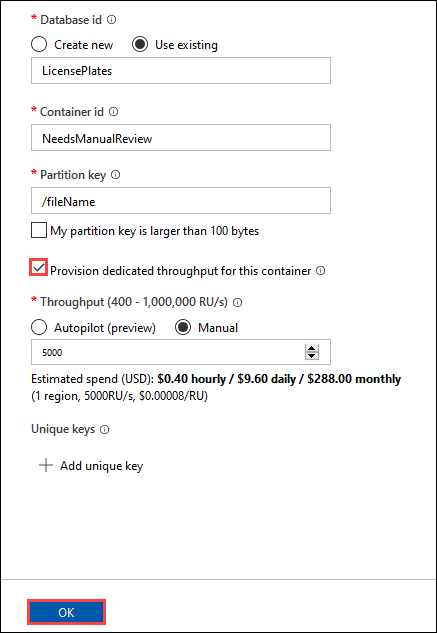 * Database id
Create new Use existing
LicensePlates
* Container id
NeedsManualReview
* Partition key
/fileName
My partition key is larger than 100 bytes
Provision dedicated throughput for this container
* Throughput (400 - 1,000,000 RU/s)
Autopilot (preview) Manual
5000
Estimated spend (USD): $0.40 hourly / $9.60 daily / $288.00 monthly
(1 region, 5000RU/s, $0.00008/RU)
Unique keys
Add unique key
OK